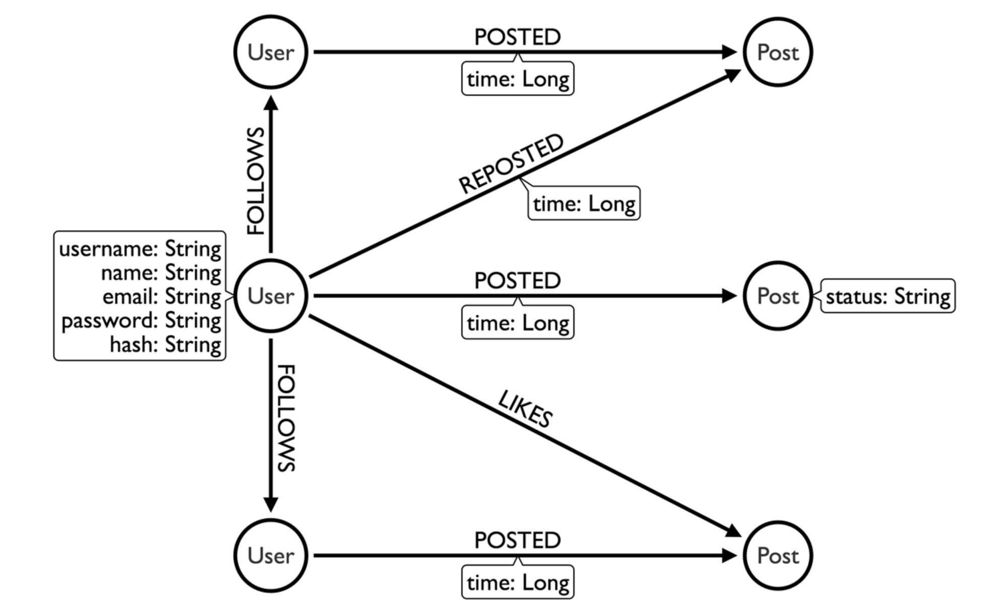 User
POSTED
Post
time: Long
FOLLOWS
REPOSTED
time: Long
username: String
name: String
email: String
password: String
hash: String
User
POSTED
Post
status: String
time: Long
FOLLOWS
LIKES
User
POSTED
Post
time: Long